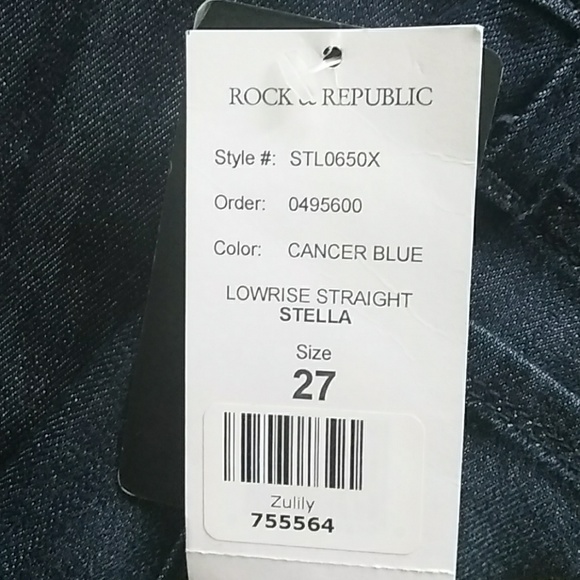 ROCK & REPUBLIC
Style #: STL0650X
Order: 0495600
Color: CANCER BLUE
LOWRISE STRAIGHT
STELLA
Size
27
Zulily
755564